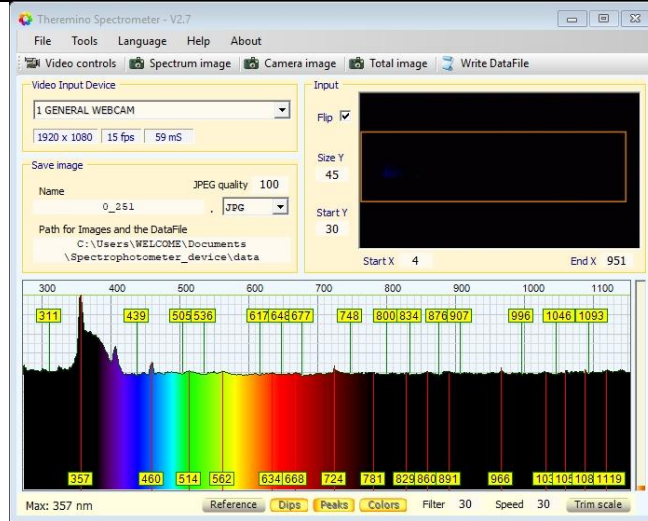 Theremino Spectrometer - V2.7
File Tools Language Help About
Video controls Spectrum image Camera image Total image Write DataFile
Video Input Device
1 GENERAL WEBCAM
1920 x 1080 15 fps 59 mS
Save image
Name JPEG quality 100
0_251 . JPG
Path for Images and the DataFile
C:\Users\WELCOME\Documents
\Spectrophotometer_device\data
Input
Flip
Size Y
45
Start Y
30
Start X 4 End X 951
300 400 500 600 700 800 900 1000 1100
311 439 505 536 617 648 677 748 800 834 876 907 996 1046 1093
357 460 514 562 634 668 724 781 829 860 891 966 103 105 108 1119
Max: 357 nm Reference Dips Peaks Colors Filter 30 Speed 30 Trim scale